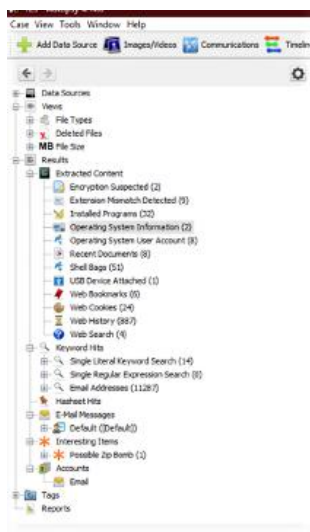 Case View Tools Window Help
Add Data Source Images/Videos Communications Timeline
Data Sources
Views
File Types
Deleted Files
MB File Size
Results
Extracted Content
Encryption Suspected (2)
Extension Mismatch Detected (9)
Installed Programs (32)
Operating System Information (2)
Operating System User Account (8)
Recent Documents (8)
Shell Bags (51)
USB Device Attached (1)
Web Bookmarks (6)
Web Cookies (24)
Web History (887)
Web Search (4)
Keyword Hits
Single Literal Keyword Search (14)
Single Regular Expression Search (0)
Email Addresses (11287)
Hashset Hits
E-Mail Messages
Default ([Default])
Interesting Items
Possible Zip Bomb (1)
Accounts
Email
Tags
Reports